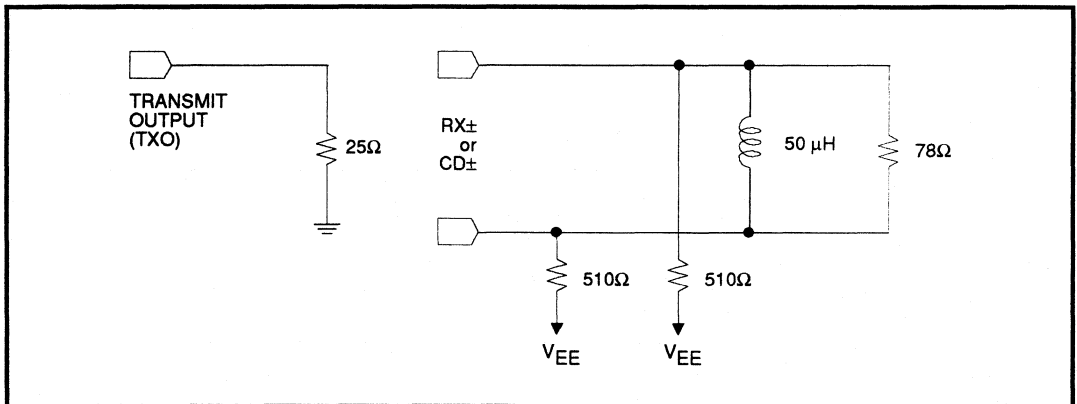 TRANSMIT
OUTPUT
(TXO)
25Ω
RX±
or
CD±
50 μH
78Ω
510Ω
510Ω
VEE
VEE